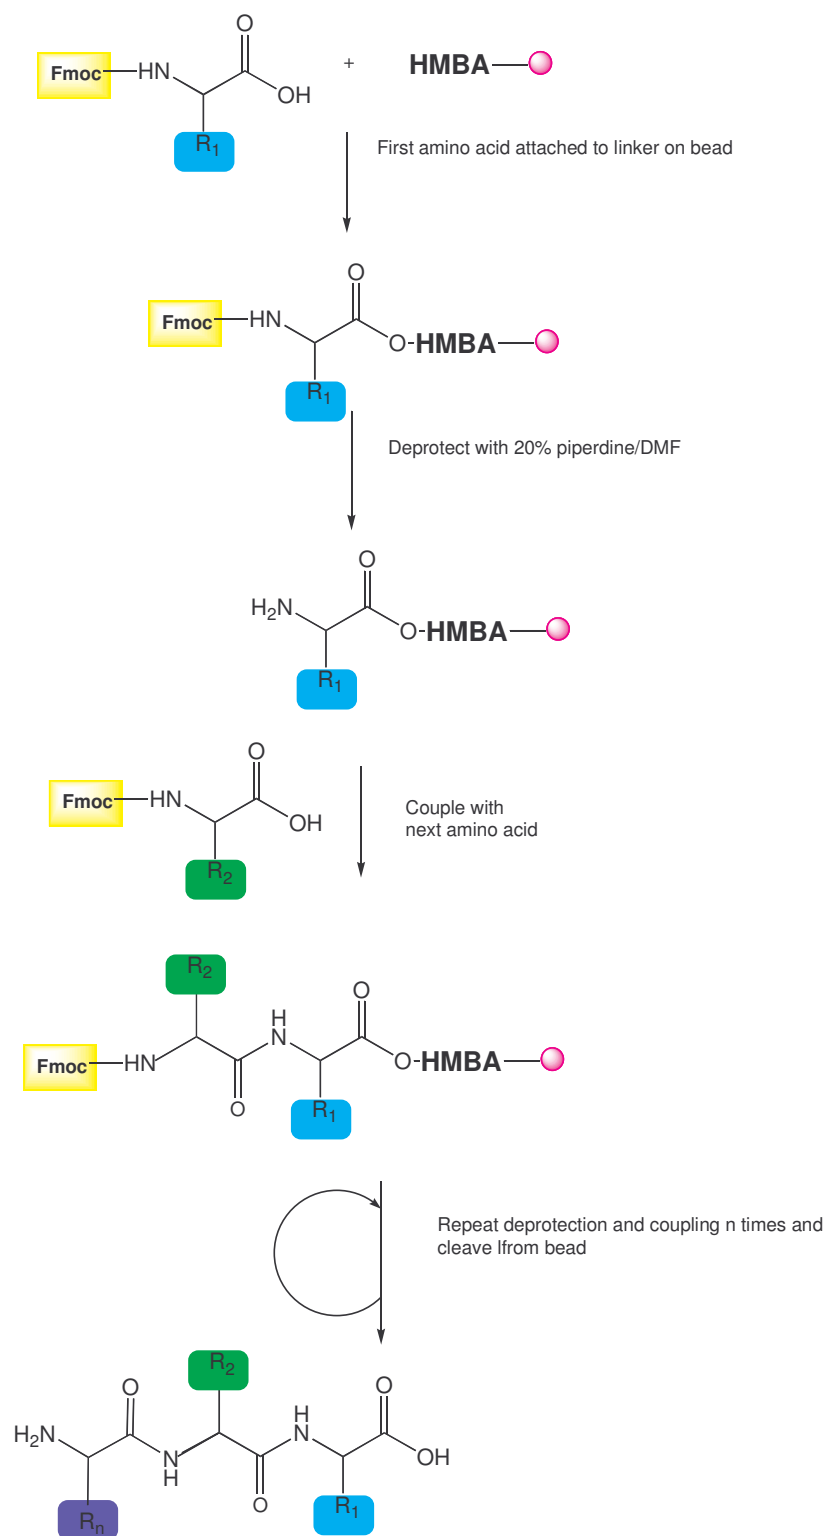 O
Fmoc HN OH + HMBA
R1
First amino acid attached to linker on bead
O
Fmoc HN O-HMBA
R1
Deprotect with 20% piperdine/DMF
O
H2N O-HMBA
R1
O
Fmoc HN OH
R2
Couple with
next amino acid
R2
H
N O
Fmoc HN O-HMBA
O R1
Repeat deprotection and coupling n times and
cleave lfrom bead
R2
O H O
H2N N N OH
H O
Rn R1